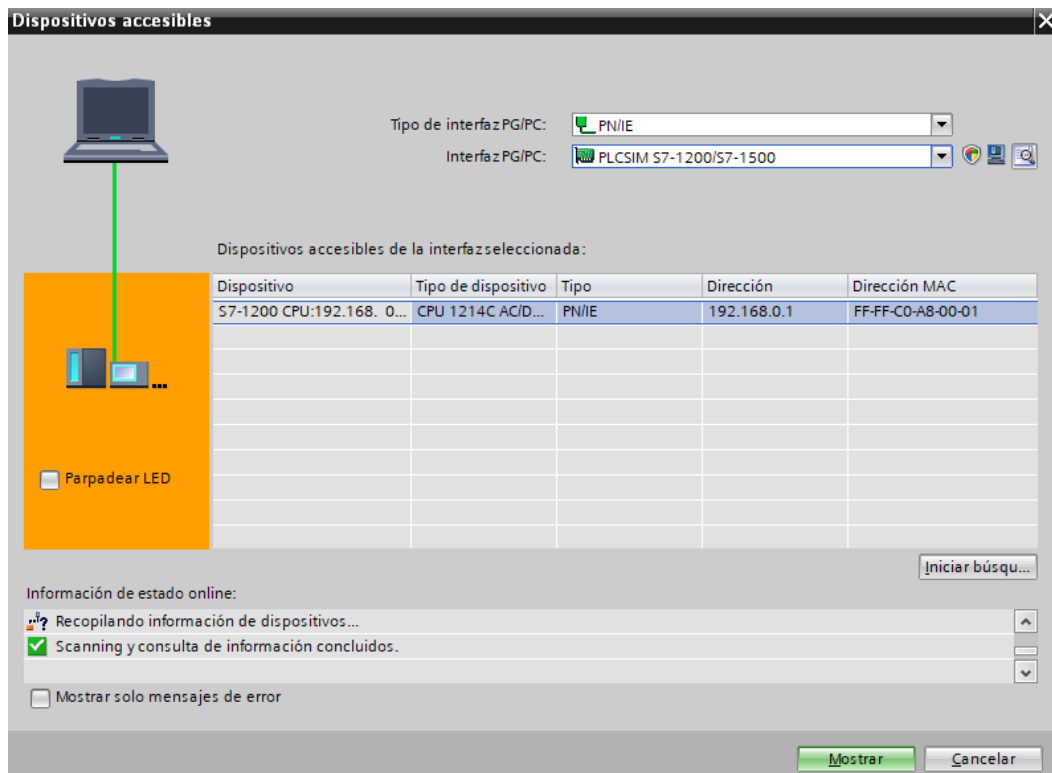 Dispositivos accesibles
Tipo de interfaz PG/PC: PN/IE
Interfaz PG/PC: PLCSIM S7-1200/S7-1500
Dispositivos accesibles de la interfaz seleccionada:
Dispositivo Tipo de dispositivo Tipo Dirección Dirección MAC
S7-1200 CPU:192.168. 0... CPU 1214C AC/D... PN/IE 192.168.0.1 FF-FF-C0-A8-00-01
...
Parpadear LED
Iniciar búsqu...
Información de estado online:
? Recopilando información de dispositivos...
Scanning y consulta de información concluidos.
Mostrar solo mensajes de error
Mostrar Cancelar